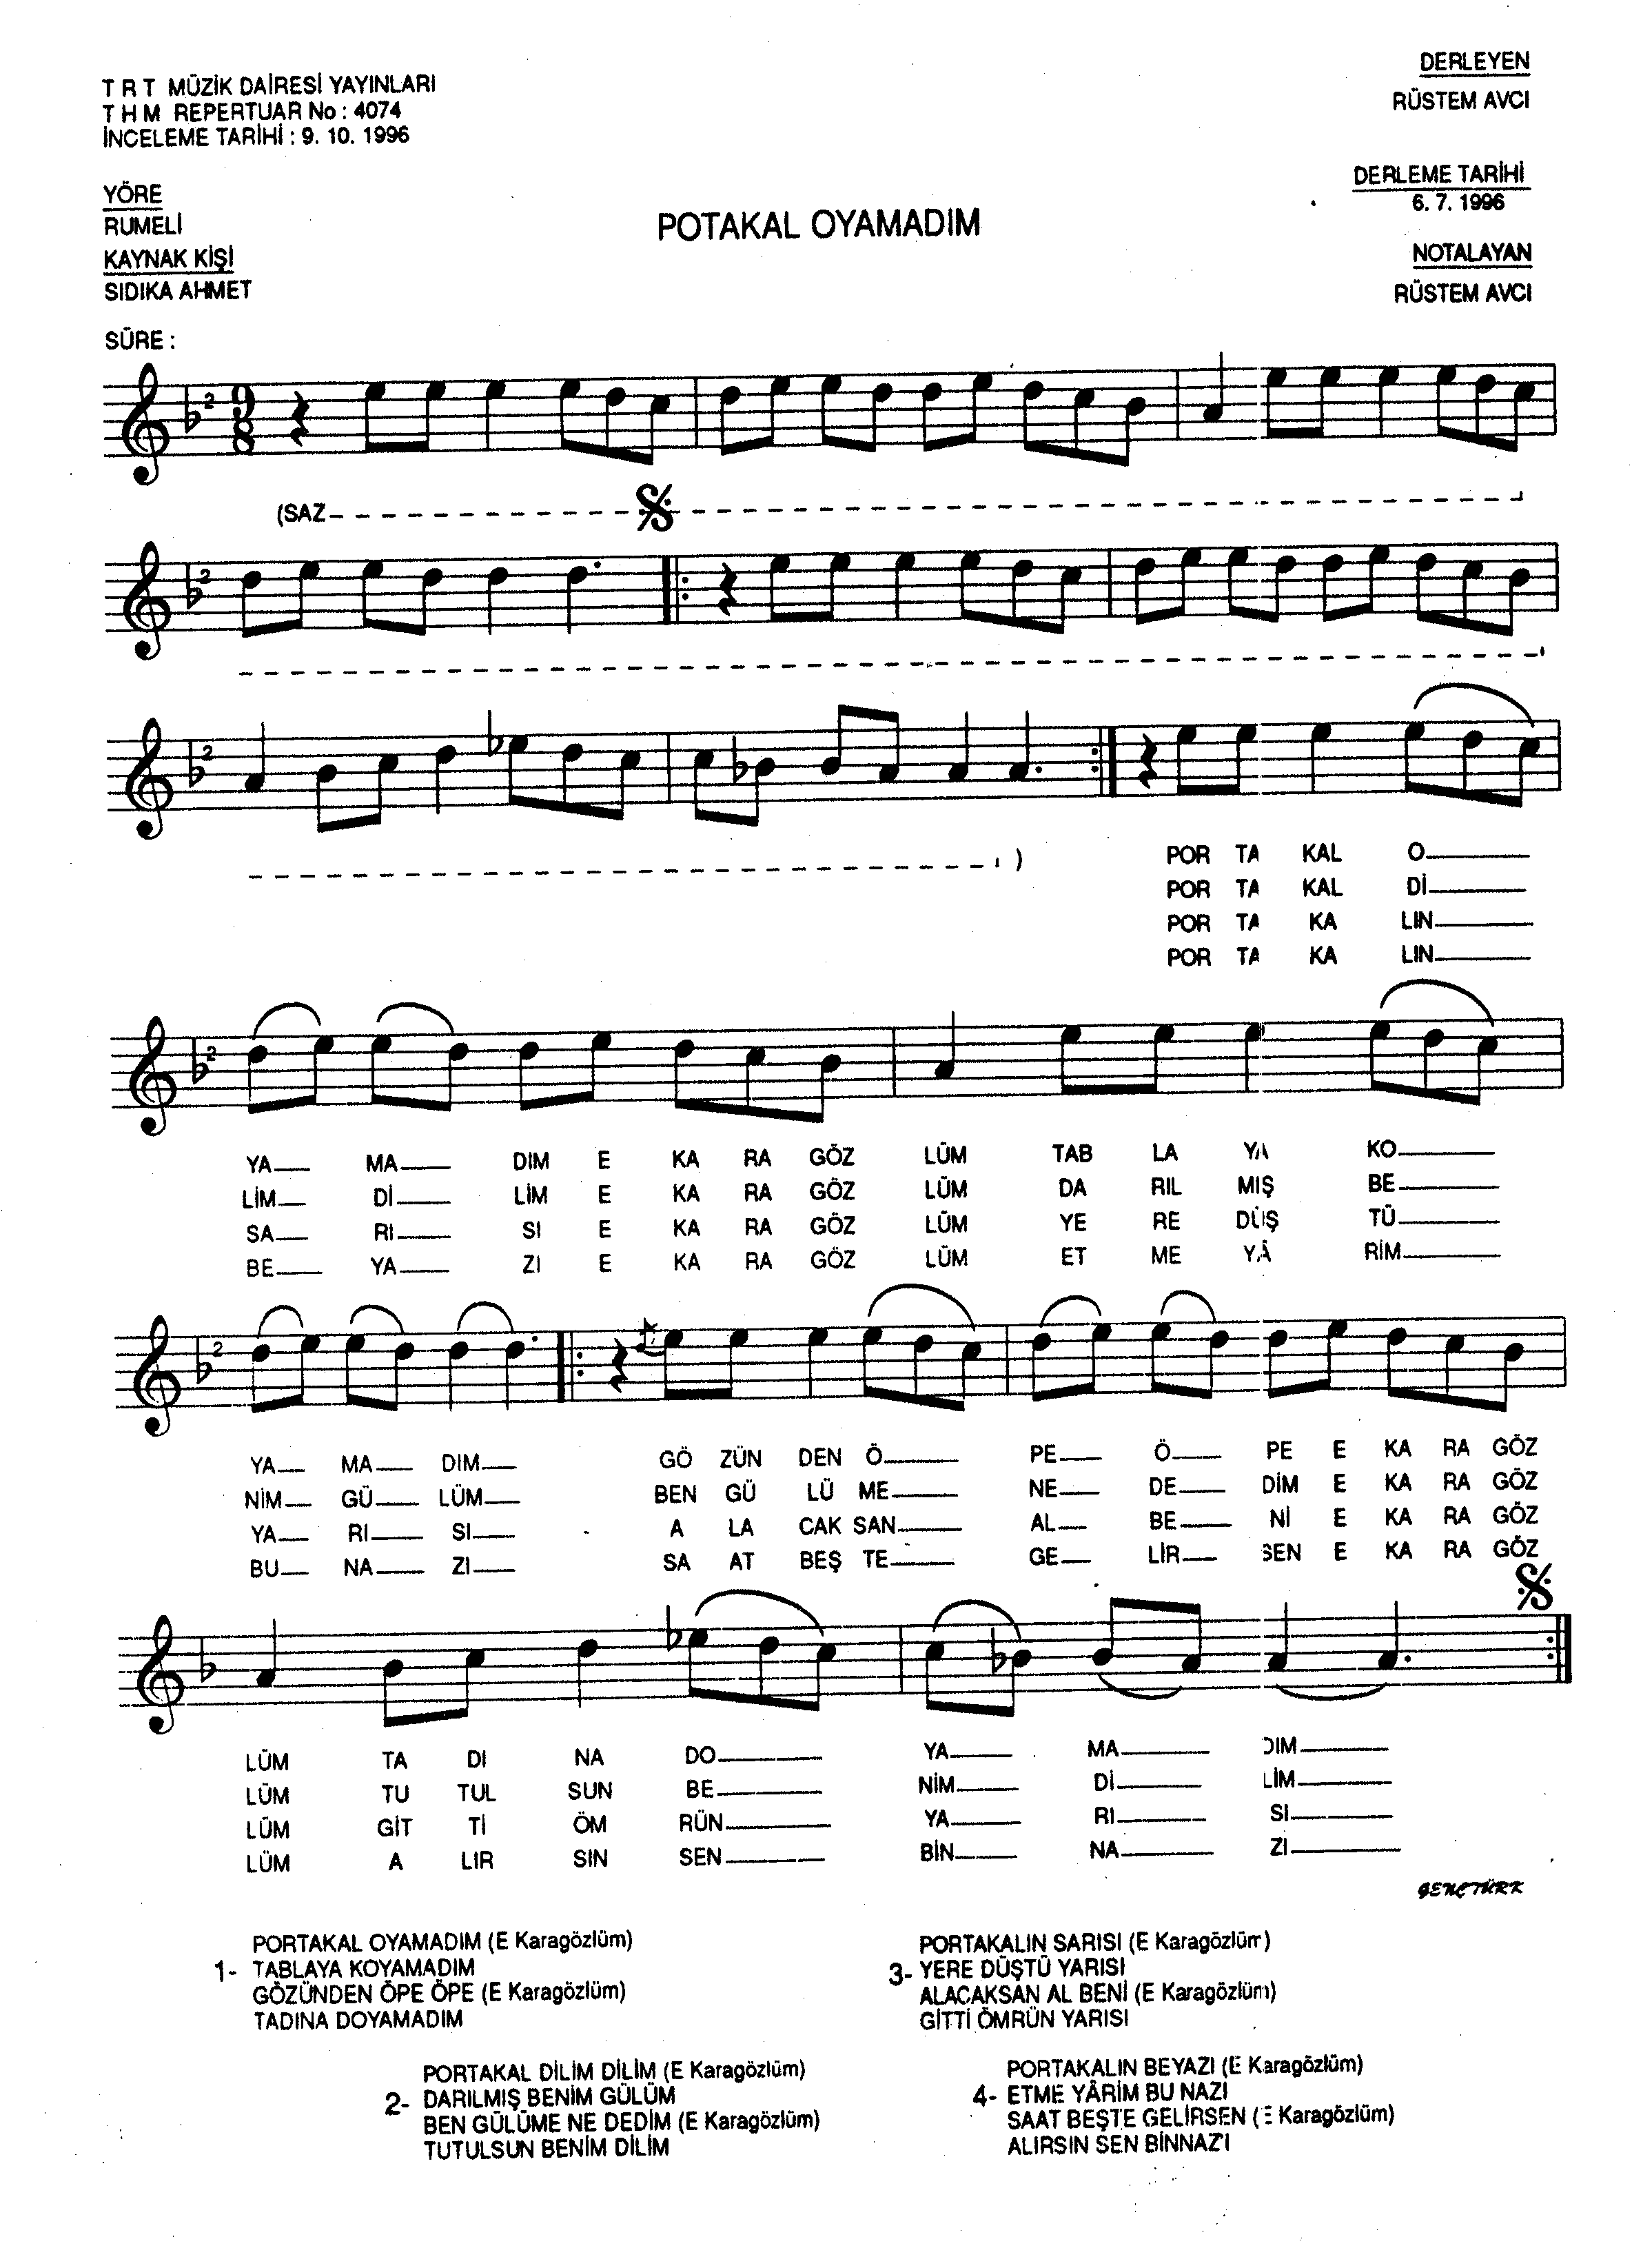 T R T MÜZİK DAİRESİ YAYINLARI
T H M REPERTUAR No : 4074
İNCELEME TARİHİ : 9. 10. 1996
DERLEYEN
RÜSTEM AVCI
YÖRE
RUMELİ
KAYNAK KİŞİ
SIDIKA AHMET
POTAKAL OYAMADIM
DERLEME TARİHİ
6. 7. 1996
NOTALAYAN
RÜSTEM AVCI
SÜRE :
2
9
8
(SAZ
2
2
)
POR TA KAL O
POR TA KAL Dİ
POR TA KA LIN
POR TA KA LIN
2
YA MA DIM E KA RA GÖZ LÜM TAB LA YA KO
LİM Dİ LİM E KA RA GÖZ LÜM DA RIL MIŞ BE
SA RI SI E KA RA GÖZ LÜM YE RE DÜŞ TÜ
BE YA ZI E KA RA GÖZ LÜM ET ME YÂ RİM
2
YA MA DIM GÖ ZÜN DEN Ö PE Ö PE E KA RA GÖZ
NİM GÜ LÜM BEN GÜ LÜ ME NE DE DİM E KA RA GÖZ
YA RI SI A LA CAK SAN AL BE Nİ E KA RA GÖZ
BU NA ZI SA AT BEŞ TE GE LİR SEN E KA RA GÖZ
LÜM TA DI NA DO YA MA DIM
LÜM TU TUL SUN BE NİM Dİ LİM
LÜM GİT Tİ ÖM RÜN YA RI SI
LÜM A LIR SIN SEN BİN NA ZI
GENÇTÜRK
PORTAKAL OYAMADIM (E Karagözlüm)
1- TABLAYA KOYAMADIM
GÖZÜNDEN ÖPE ÖPE (E Karagözlüm)
TADINA DOYAMADIM
PORTAKAL DİLİM DİLİM (E Karagözlüm)
2- DARILMIŞ BENİM GÜLÜM
BEN GÜLÜME NE DEDİM (E Karagözlüm)
TUTULSUN BENİM DİLİM
PORTAKALIN SARISI (E Karagözlüm)
3- YERE DÜŞTÜ YARISI
ALACAKSAN AL BENİ (E Karagözlüm)
GİTTİ ÖMRÜN YARISI
PORTAKALIN BEYAZI (E Karagözlüm)
4- ETME YÂRİM BU NAZI
SAAT BEŞTE GELİRSEN (E Karagözlüm)
ALIRSIN SEN BİNNAZI